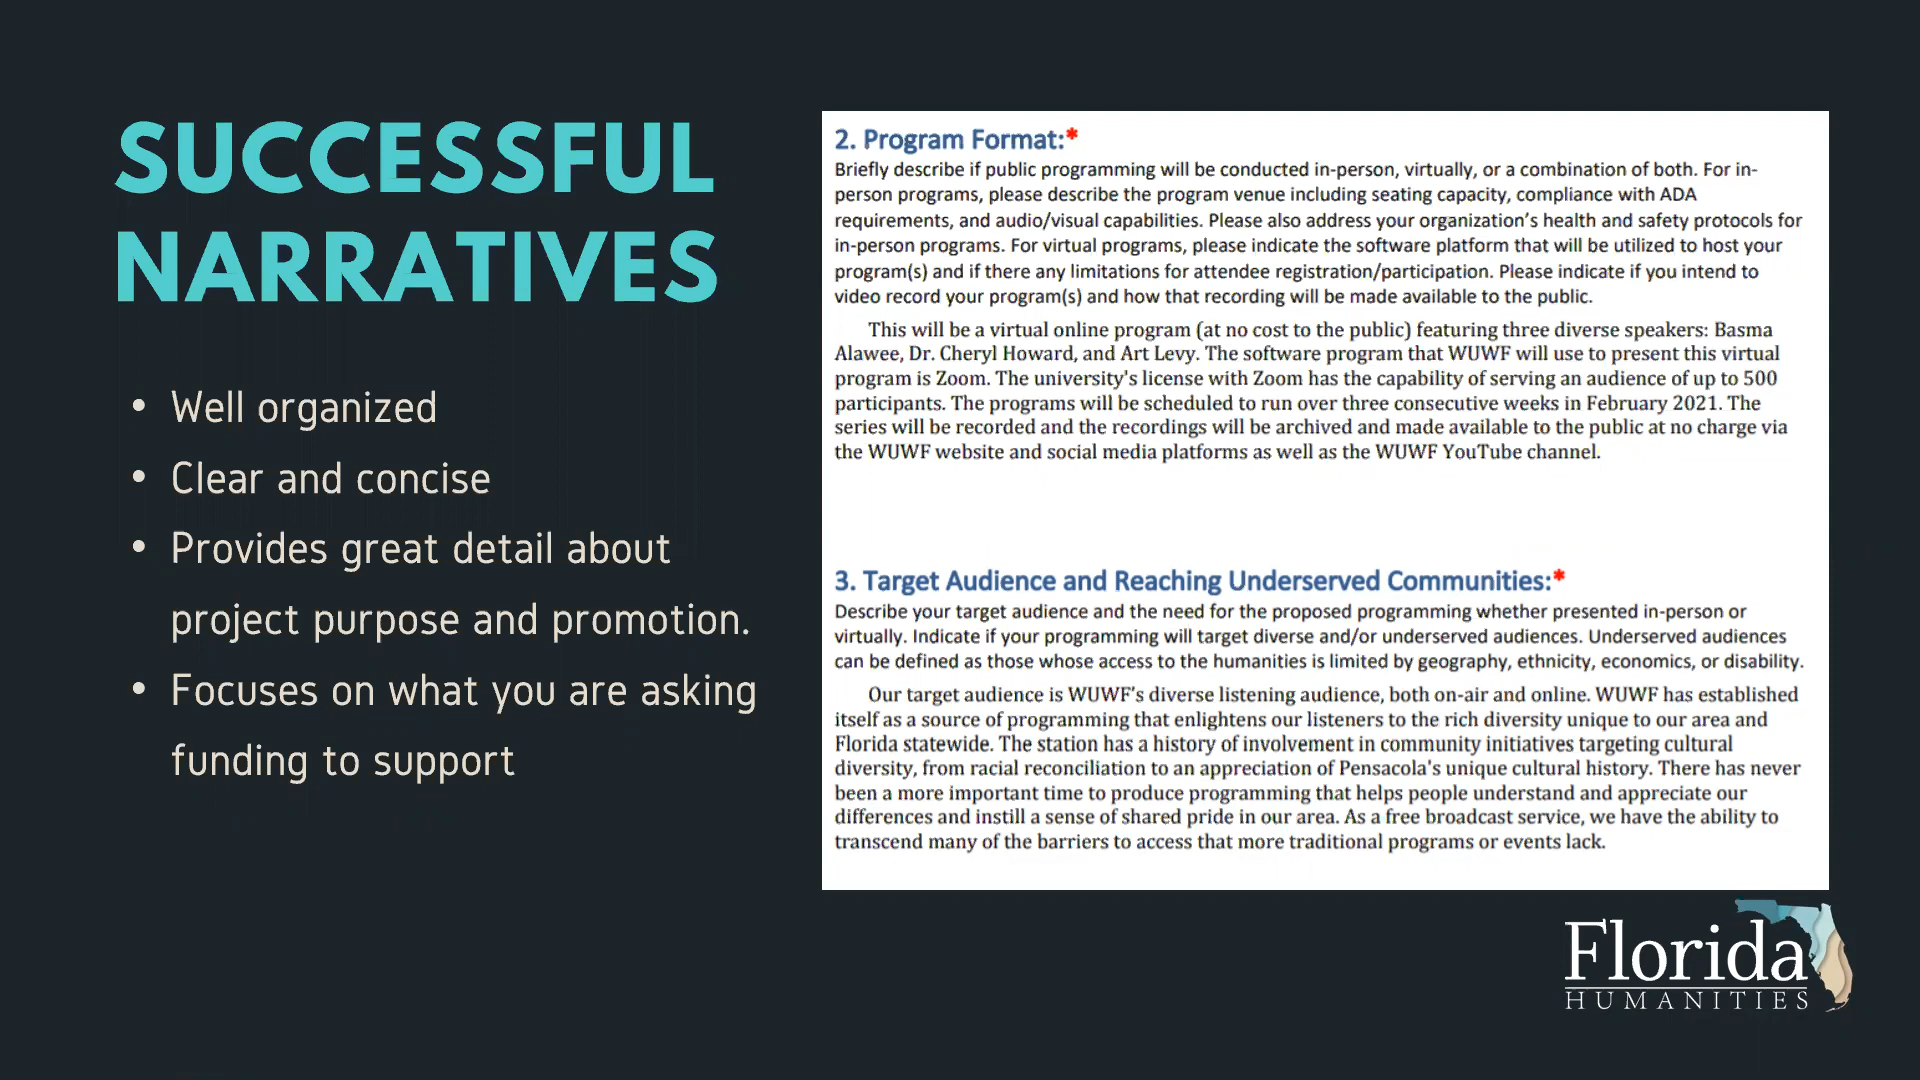 SUCCESSFUL
NARRATIVES
• Well organized
• Clear and concise
• Provides great detail about
project purpose and promotion.
• Focuses on what you are asking
funding to support
2. Program Format:*
Briefly describe if public programming will be conducted in-person, virtually, or a combination of both. For in-
person programs, please describe the program venue including seating capacity, compliance with ADA
requirements, and audio/visual capabilities. Please also address your organization's health and safety protocols for
in-person programs. For virtual programs, please indicate the software platform that will be utilized to host your
program(s) and if there any limitations for attendee registration/participation. Please indicate if you intend to
video record your program(s) and how that recording will be made available to the public.
This will be a virtual online program (at no cost to the public) featuring three diverse speakers: Basma
Alawee, Dr. Cheryl Howard, and Art Levy. The software program that WUWF will use to present this virtual
program is Zoom. The university's license with Zoom has the capability of serving an audience of up to 500
participants. The programs will be scheduled to run over three consecutive weeks in February 2021. The
series will be recorded and the recordings will be archived and made available to the public at no charge via
the WUWF website and social media platforms as well as the WUWF YouTube channel.
3. Target Audience and Reaching Underserved Communities:*
Describe your target audience and the need for the proposed programming whether presented in-person or
virtually. Indicate if your programming will target diverse and/or underserved audiences. Underserved audiences
can be defined as those whose access to the humanities is limited by geography, ethnicity, economics, or disability.
Our target audience is WUWF's diverse listening audience, both on-air and online. WUWF has established
itself as a source of programming that enlightens our listeners to the rich diversity unique to our area and
Florida statewide. The station has a history of involvement in community initiatives targeting cultural
diversity, from racial reconciliation to an appreciation of Pensacola's unique cultural history. There has never
been a more important time to produce programming that helps people understand and appreciate our
differences and instill a sense of shared pride in our area. As a free broadcast service, we have the ability to
transcend many of the barriers to access that more traditional programs or events lack.
Florida
HUMANITIES